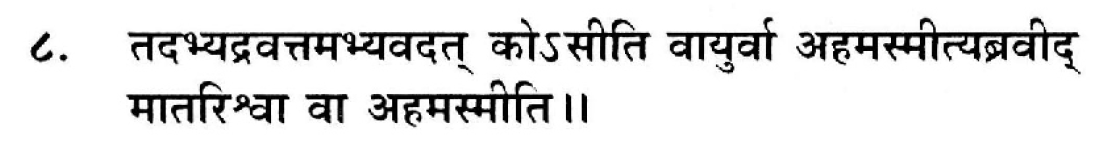 ८. तदभ्यद्रवत्तमभ्यवदत् कोऽसीति वायुर्वा अहमस्मीत्यब्रवीद्
मातरिश्वा वा अहमस्मीति॥